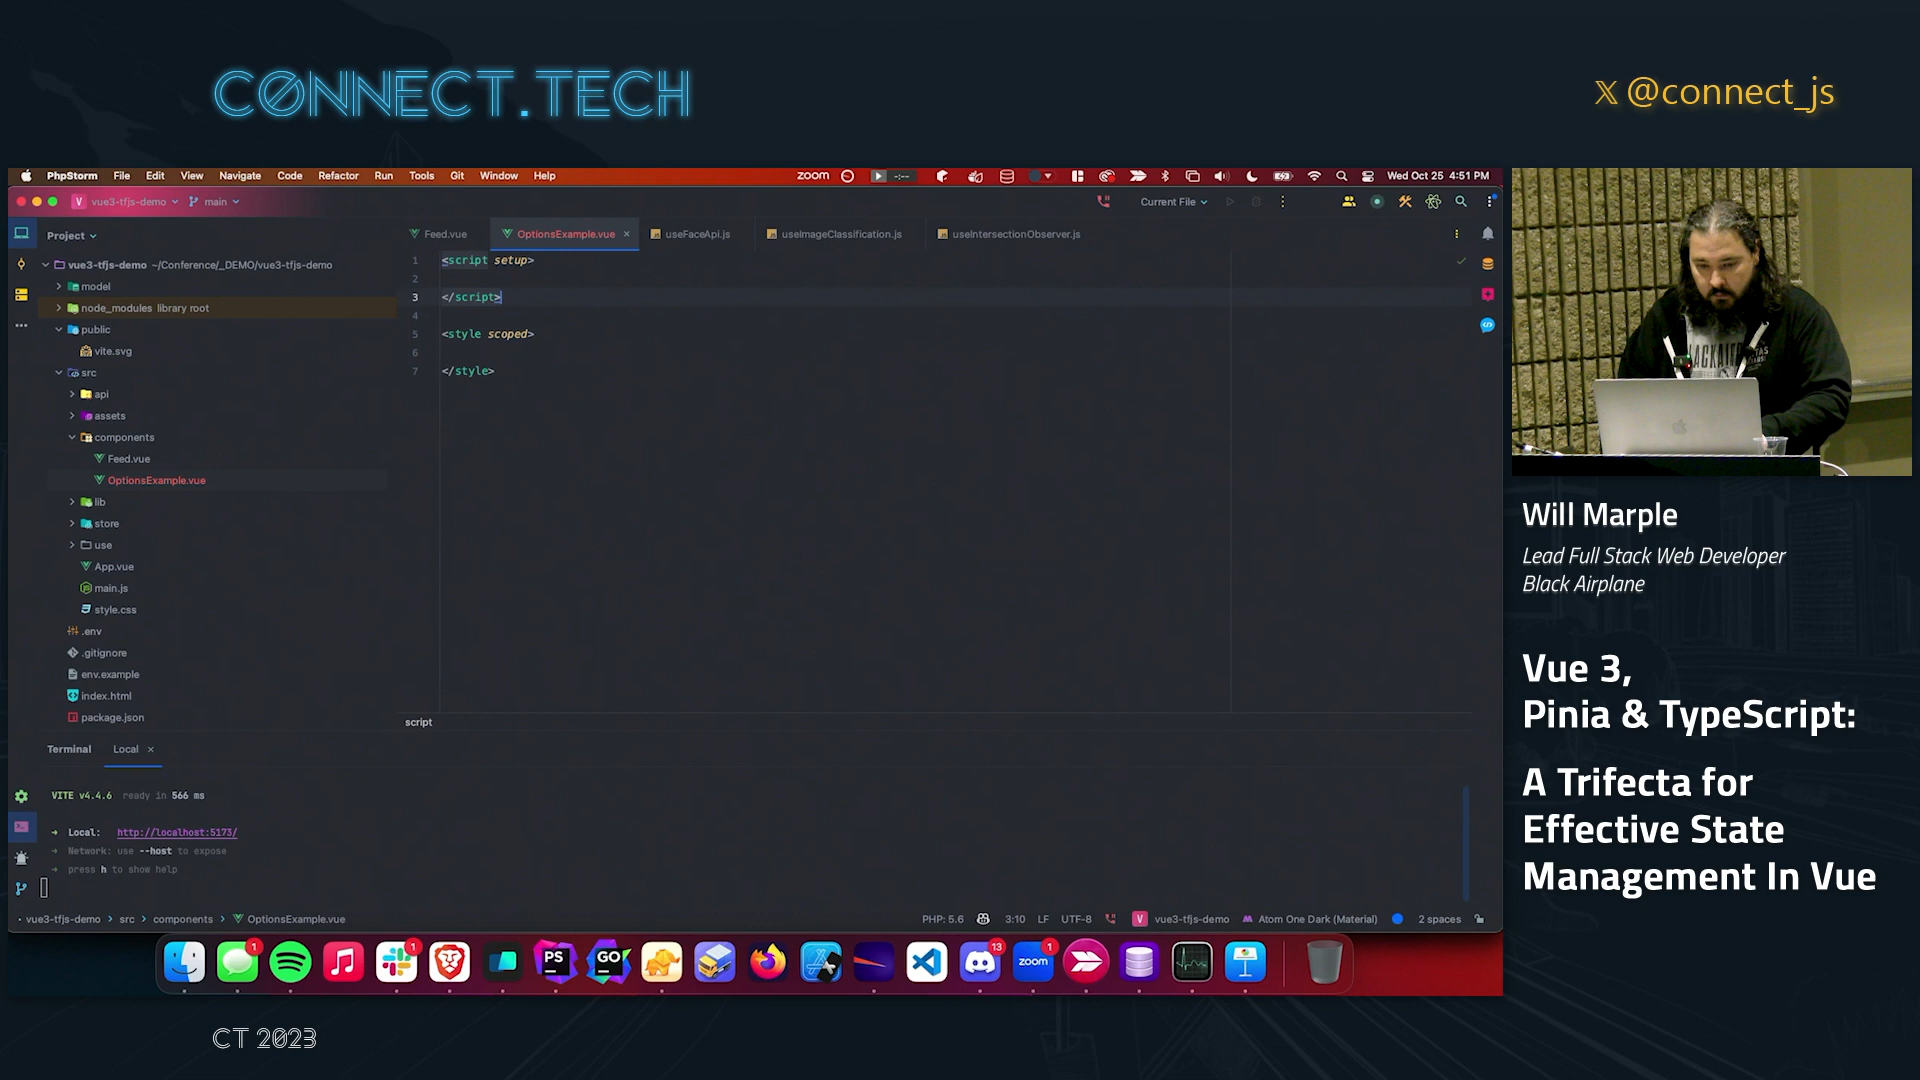 CONNECT.TECH
𝕏 @connect_js
PhpStorm File Edit View Navigate Code Refactor Run Tools Git Window Help
zoom
-:--
Wed Oct 25 4:51 PM
V vue3-tfjs-demo main
Current File
Project
Feed.vue
OptionsExample.vue
useFaceApi.js
useImageClassification.js
useIntersectionObserver.js
vue3-tfjs-demo ~/Conference/_DEMO/vue3-tfjs-demo
model
node_modules library root
public
vite.svg
src
api
assets
components
Feed.vue
OptionsExample.vue
lib
store
use
App.vue
main.js
style.css
.env
.gitignore
env.example
index.html
package.json
1 <script setup>
2
3 </script>
4
5 <style scoped>
6
7 </style>
script
Terminal Local
VITE v4.4.6 ready in 566 ms
➜ Local: http://localhost:5173/
➜ Network: use --host to expose
➜ press h to show help
vue3-tfjs-demo > src > components > OptionsExample.vue
PHP: 5.6 3:10 LF UTF-8 V vue3-tfjs-demo Atom One Dark (Material) 2 spaces
1
1
PS
GO
13
zoom
1
Will Marple
Lead Full Stack Web Developer
Black Airplane
Vue 3,
Pinia & TypeScript:
A Trifecta for
Effective State
Management In Vue
CT 2023